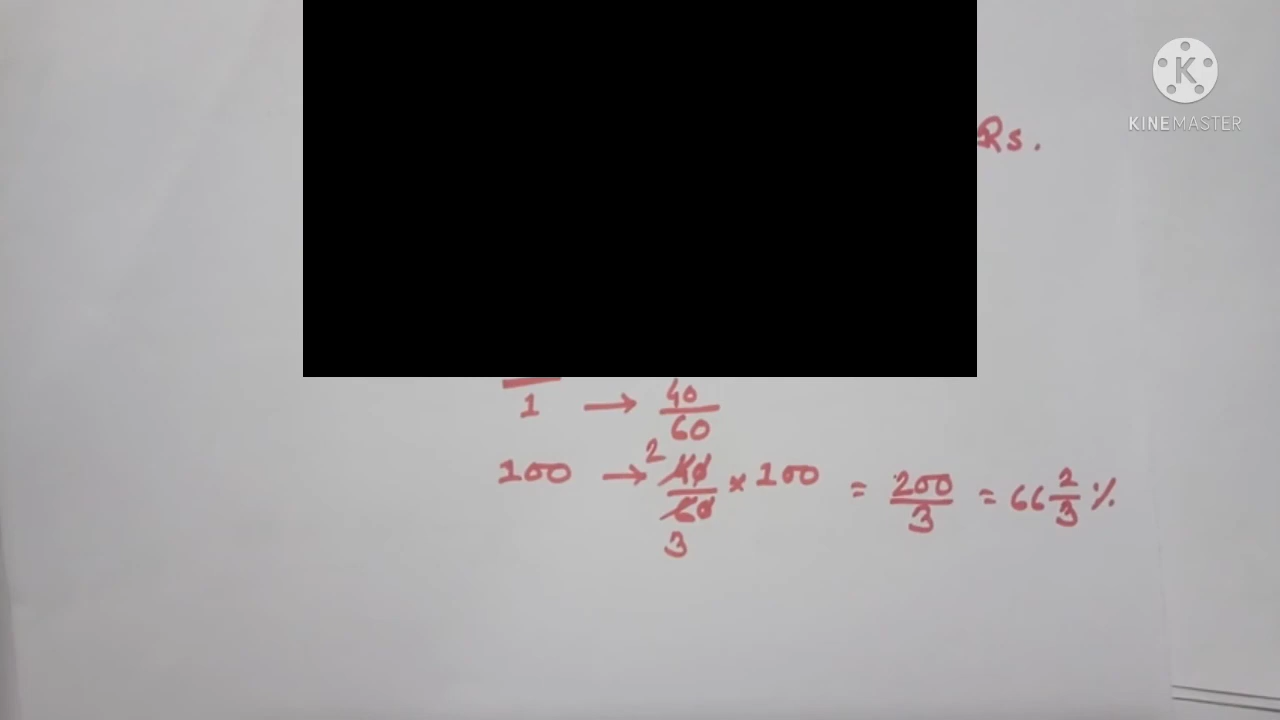 K
KINEMASTER
Rs.
1 → 40/60
100 → 2 40/60 3 × 100 = 200/3 = 66 2/3 %